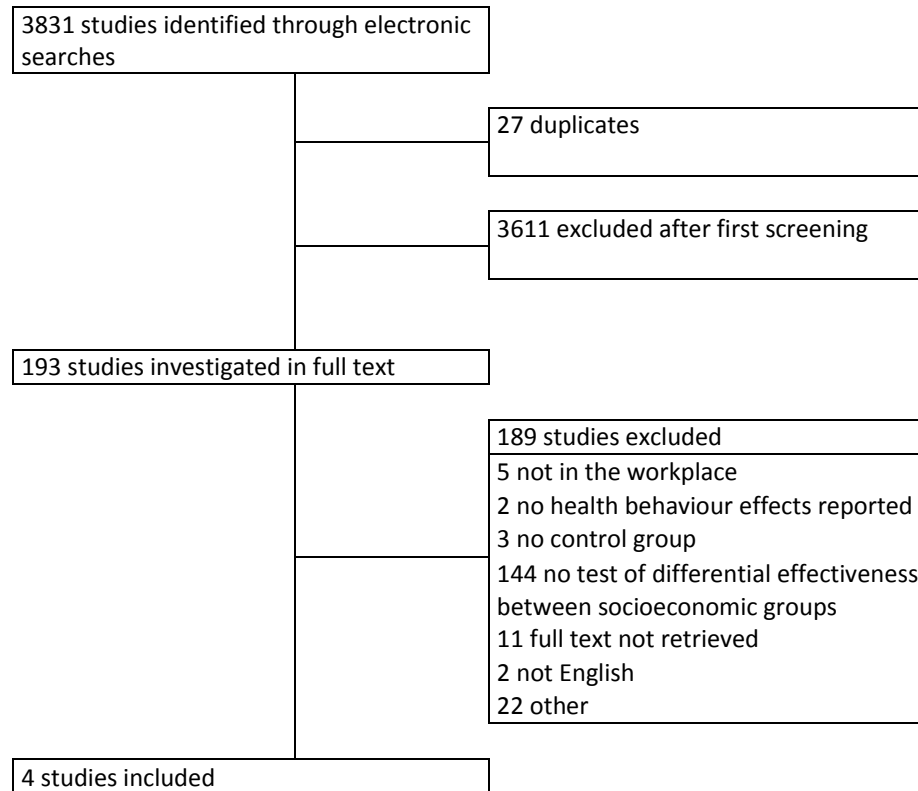 3831 studies identified through electronic
searches
27 duplicates
3611 excluded after first screening
193 studies investigated in full text
189 studies excluded
5 not in the workplace
2 no health behaviour effects reported
3 no control group
144 no test of differential effectiveness
between socioeconomic groups
11 full text not retrieved
2 not English
22 other
4 studies included